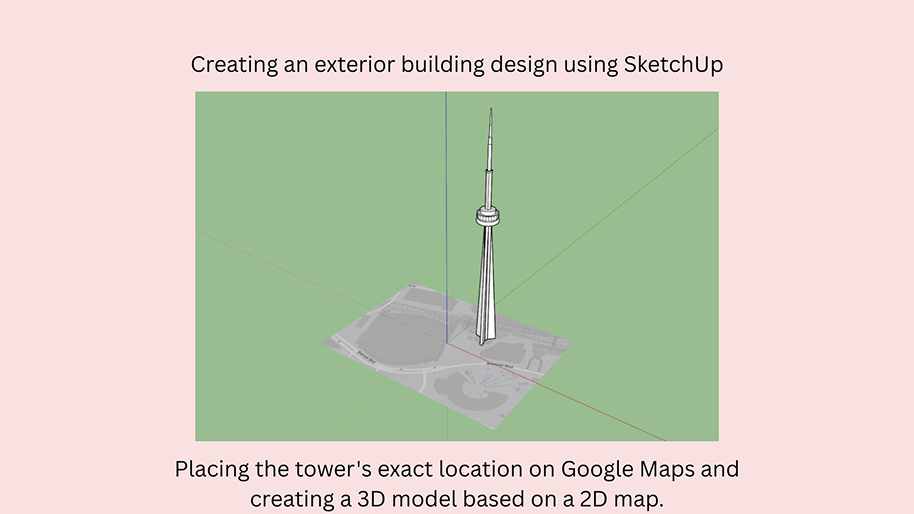 Creating an exterior building design using SketchUp
Placing the tower's exact location on Google Maps and
creating a 3D model based on a 2D map.